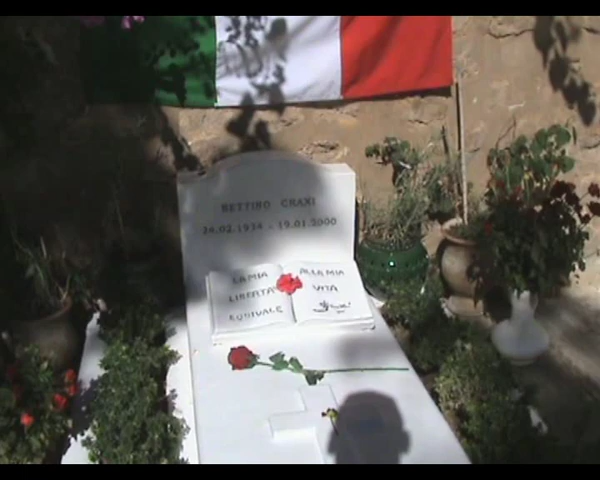 BETTINO CRAXI
24.02.1934 - 19.01.2000
LA MIA
LIBERTÀ
EQUIVALE
ALLA MIA
VITA